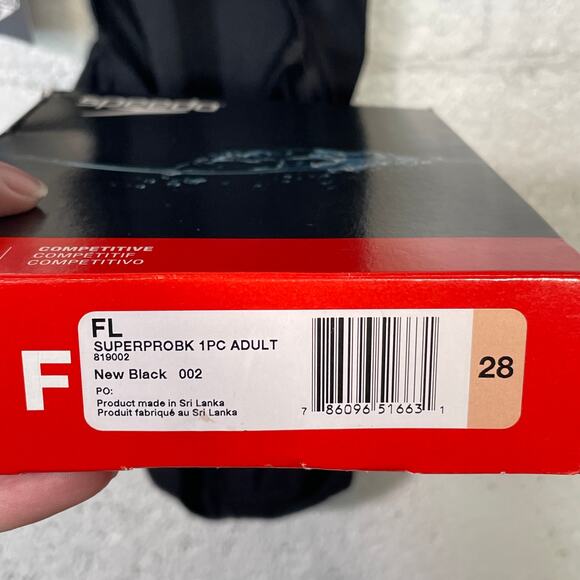 speedo
COMPETITIVE
COMPÉTITIF
COMPETITIVO
F
FL
SUPERPROBK 1PC ADULT
819002
New Black 002
PO:
Product made in Sri Lanka
Produit fabriqué au Sri Lanka
7 86096 51663 1
28